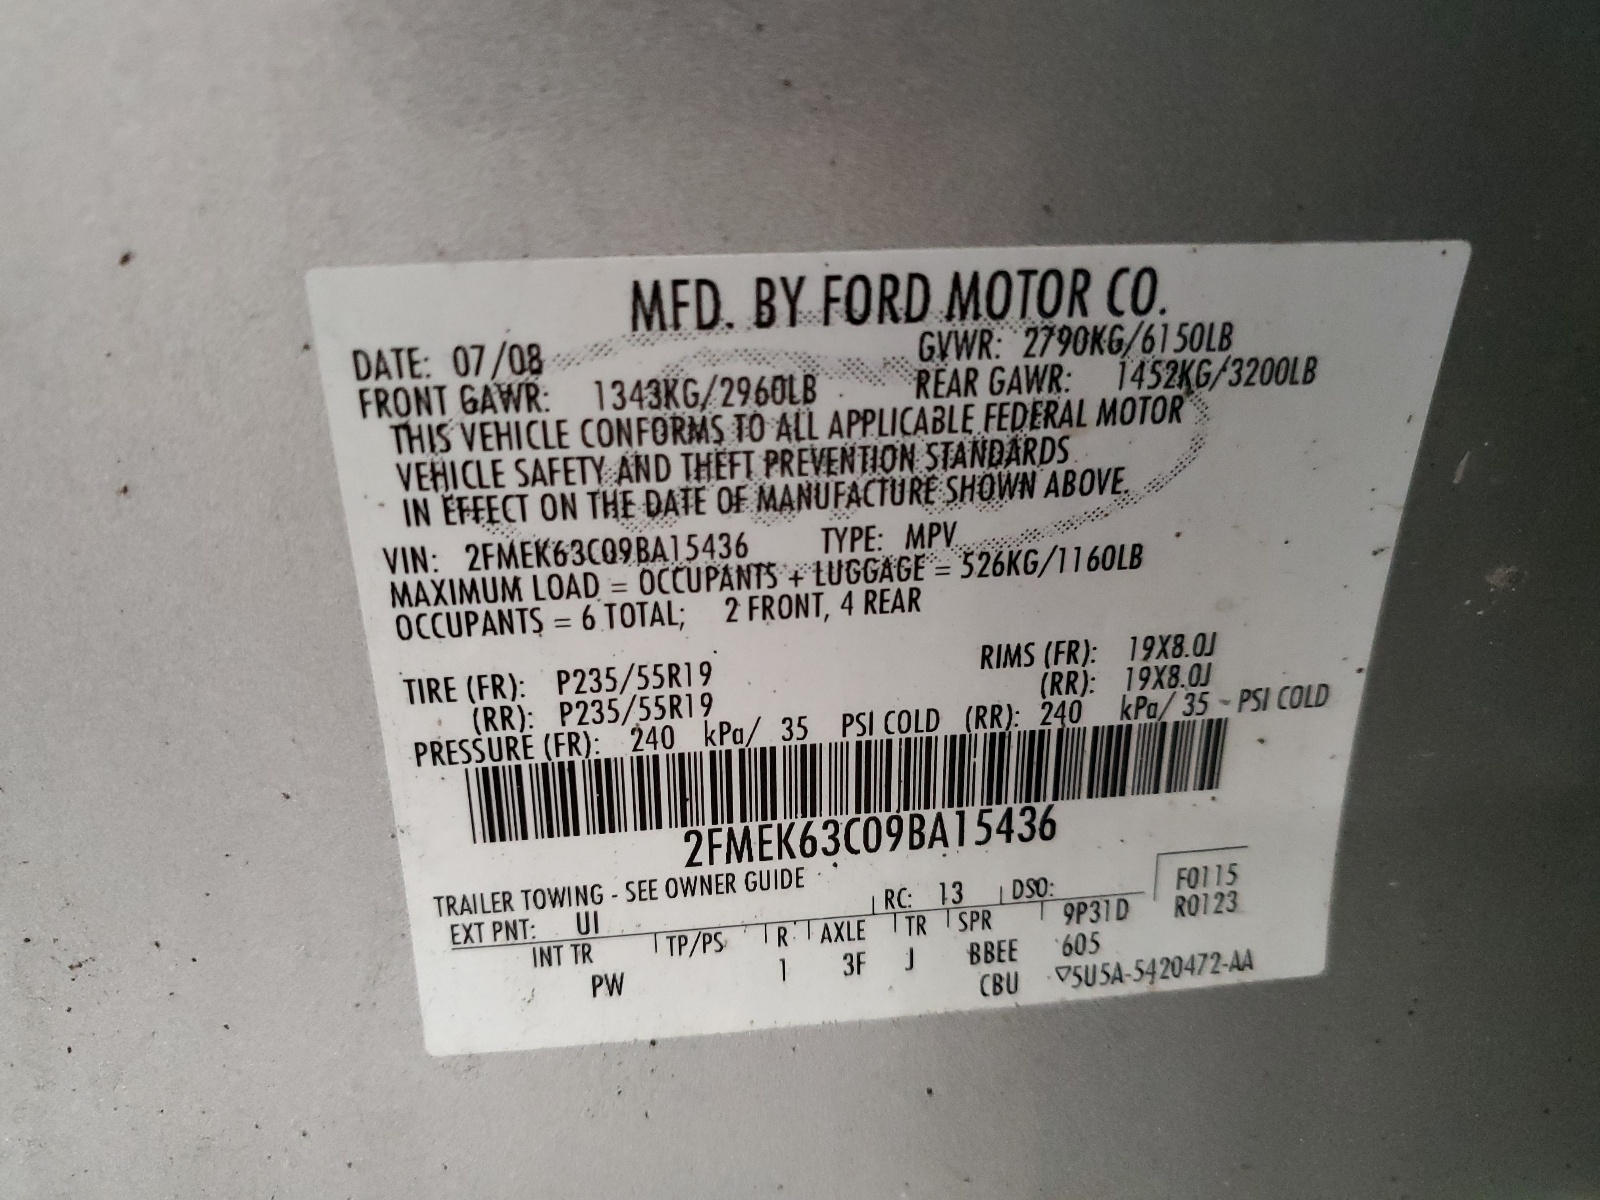 MFD. BY FORD MOTOR CO.
DATE: 07/08 GVWR: 2790KG/6150LB
FRONT GAWR: 1343KG/2960LB REAR GAWR: 1452KG/3200LB
THIS VEHICLE CONFORMS TO ALL APPLICABLE FEDERAL MOTOR
VEHICLE SAFETY AND THEFT PREVENTION STANDARDS
IN EFFECT ON THE DATE OF MANUFACTURE SHOWN ABOVE.
VIN: 2FMEK63C09BA15436 TYPE: MPV
MAXIMUM LOAD = OCCUPANTS + LUGGAGE = 526KG/1160LB
OCCUPANTS = 6 TOTAL; 2 FRONT, 4 REAR
TIRE (FR): P235/55R19 RIMS (FR): 19X8.0J
(RR): P235/55R19 (RR): 19X8.0J
PRESSURE (FR): 240 kPa/ 35 PSI COLD (RR): 240 kPa/ 35 - PSI COLD
2FMEK63C09BA15436
TRAILER TOWING - SEE OWNER GUIDE
EXT PNT: UI RC: 13 DSO: F0115
INT TR TP/PS R AXLE TR SPR 9P31D R0123
PW 1 3F J BBEE 605
CBU ▽5U5A-5420472-AA